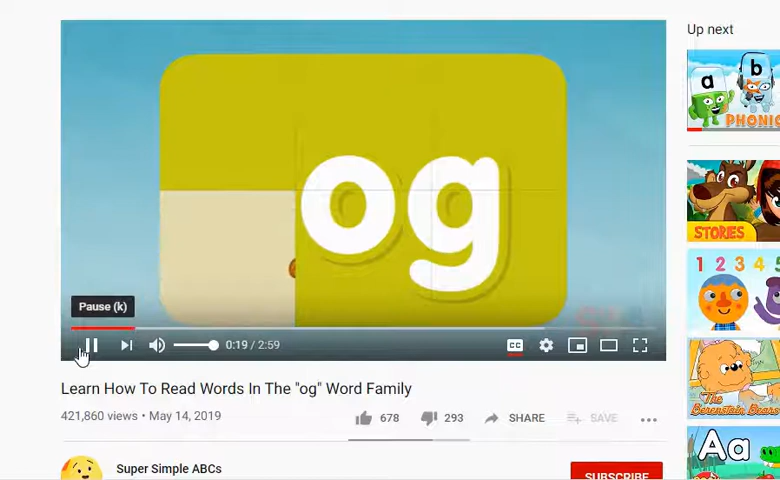 Up next
og
a b
PHONIC
STORIES
1 2 3 4
Pause (k)
0:19 / 2:59
CC
Learn How To Read Words In The "og" Word Family
421,860 views • May 14, 2019
678
293
SHARE
SAVE
The
Berenstain Bears
Super Simple ABCs
SUBSCRIBE
Aa